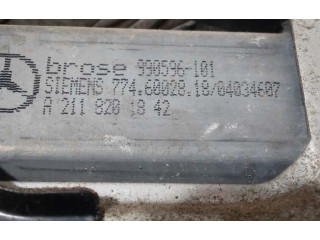 brose 990596-101
SIEMENS 774.60028.18/04034607
A 211 820 18 42